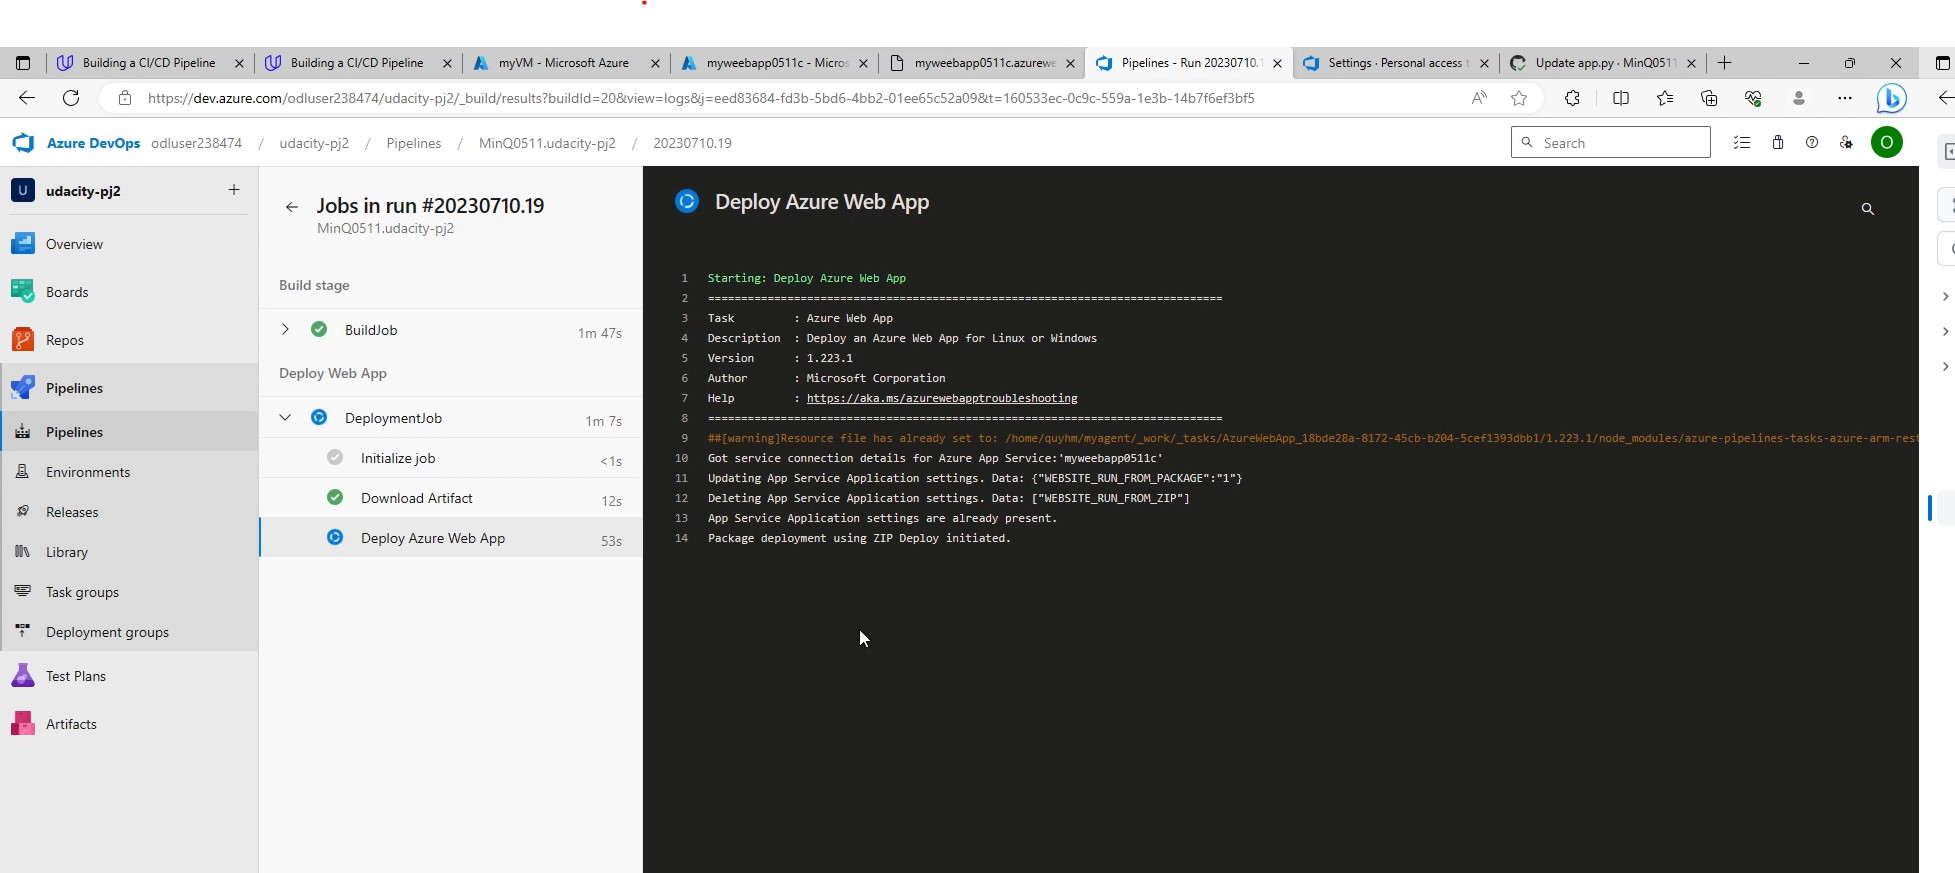 Building a CI/CD Pipeline
Building a CI/CD Pipeline
myVM - Microsoft Azure
myweebapp0511c - Micros
myweebapp0511c.azurewe
Pipelines - Run 20230710.1
Settings · Personal access t
Update app.py · MinQ0511
https://dev.azure.com/odluser238474/udacity-pj2/_build/results?buildId=20&view=logs&j=eed83684-fd3b-5bd6-4bb2-01ee65c52a09&t=160533ec-0c9c-559a-1e3b-14b7f6ef3bf5
Azure DevOps odluser238474 / udacity-pj2 / Pipelines / MinQ0511.udacity-pj2 / 20230710.19
Search
O
U udacity-pj2 +
Overview
Boards
Repos
Pipelines
Pipelines
Environments
Releases
Library
Task groups
Deployment groups
Test Plans
Artifacts
Jobs in run #20230710.19
MinQ0511.udacity-pj2
Build stage
BuildJob 1m 47s
Deploy Web App
DeploymentJob 1m 7s
Initialize job <1s
Download Artifact 12s
Deploy Azure Web App 53s
Deploy Azure Web App
1 Starting: Deploy Azure Web App
2 ==============================================================================
3 Task : Azure Web App
4 Description : Deploy an Azure Web App for Linux or Windows
5 Version : 1.223.1
6 Author : Microsoft Corporation
7 Help : https://aka.ms/azurewebapptroubleshooting
8 ==============================================================================
9 ##[warning]Resource file has already set to: /home/quyhm/myagent/_work/_tasks/AzureWebApp_18bde28a-8172-45cb-b204-5cef1393dbb1/1.223.1/node_modules/azure-pipelines-tasks-azure-arm-rest
10 Got service connection details for Azure App Service:'myweebapp0511c'
11 Updating App Service Application settings. Data: {"WEBSITE_RUN_FROM_PACKAGE":"1"}
12 Deleting App Service Application settings. Data: ["WEBSITE_RUN_FROM_ZIP"]
13 App Service Application settings are already present.
14 Package deployment using ZIP Deploy initiated.